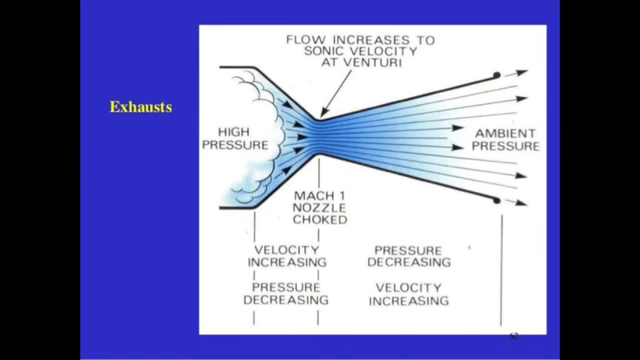 FLOW INCREASES TO
SONIC VELOCITY
AT VENTURI
Exhausts
HIGH
PRESSURE
AMBIENT
PRESSURE
MACH 1
NOZZLE
CHOKED
VELOCITY
INCREASING
PRESSURE
DECREASING
PRESSURE
DECREASING
VELOCITY
INCREASING
62